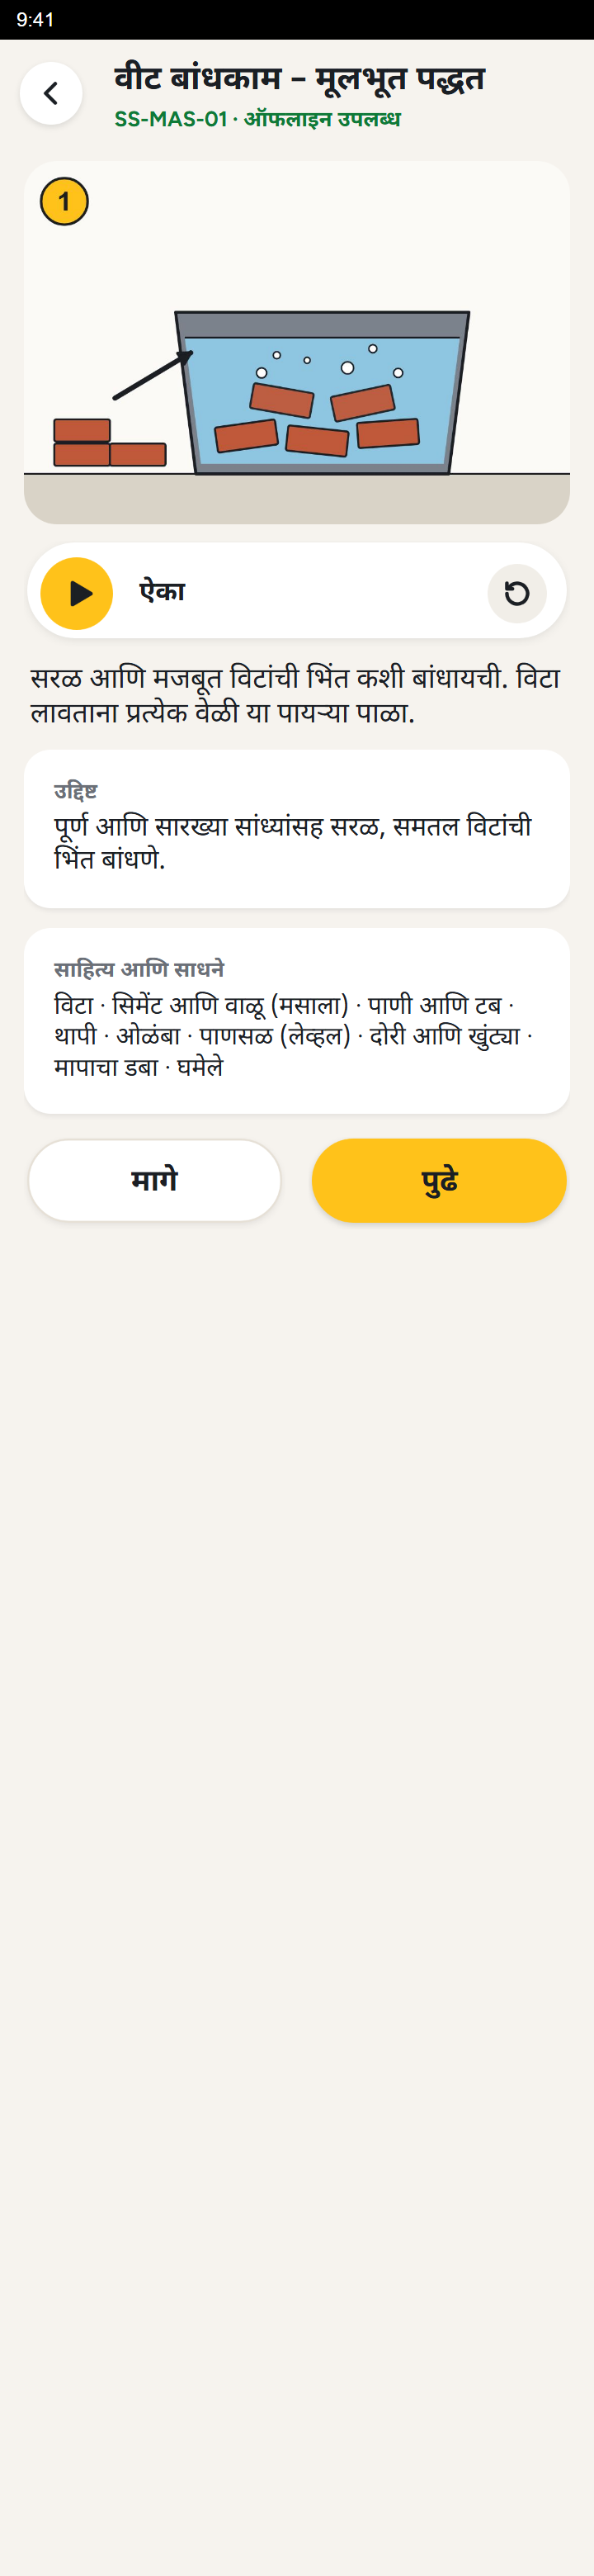 9:41
वीट बांधकाम – मूलभूत पद्धत
SS-MAS-01 · ऑफलाइन उपलब्ध
1
ऐका
सरळ आणि मजबूत विटांची भिंत कशी बांधायची. विटा
लावताना प्रत्येक वेळी या पायऱ्या पाळा.
उद्दिष्ट
पूर्ण आणि सारख्या सांध्यांसह सरळ, समतल विटांची
भिंत बांधणे.
साहित्य आणि साधने
विटा · सिमेंट आणि वाळू (मसाला) · पाणी आणि टब ·
थापी · ओळंबा · पाणसळ (लेव्हल) · दोरी आणि खुंट्या ·
मापाचा डबा · घमेले
मागे
पुढे